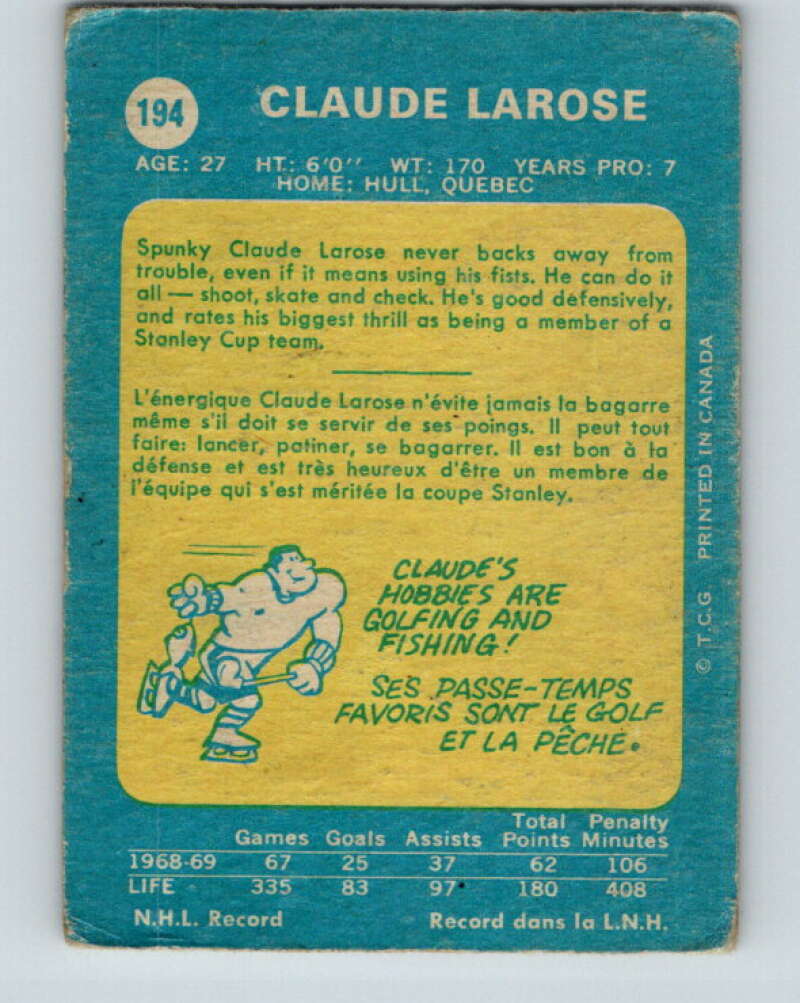 194
CLAUDE LAROSE
AGE: 27 HT.: 6'0'' WT: 170 YEARS PRO: 7
HOME: HULL, QUEBEC
Spunky Claude Larose never backs away from
trouble, even if it means using his fists. He can do it
all — shoot, skate and check. He's good defensively,
and rates his biggest thrill as being a member of a
Stanley Cup team.
L'énergique Claude Larose n'évite jamais la bagarre
même s'il doit se servir de ses poings. Il peut tout
faire: lancer, patiner, se bagarrer. Il est bon à la
défense et est très heureux d'être un membre de
l'équipe qui s'est méritée la coupe Stanley.
CLAUDE'S
HOBBIES ARE
GOLFING AND
FISHING!
SES PASSE-TEMPS
FAVORIS SONT LE GOLF
ET LA PÊCHE.
© T.C.G PRINTED IN CANADA
Total Penalty
Games Goals Assists Points Minutes
1968-69 67 25 37 62 106
LIFE 335 83 97 180 408
N.H.L. Record Record dans la L.N.H.